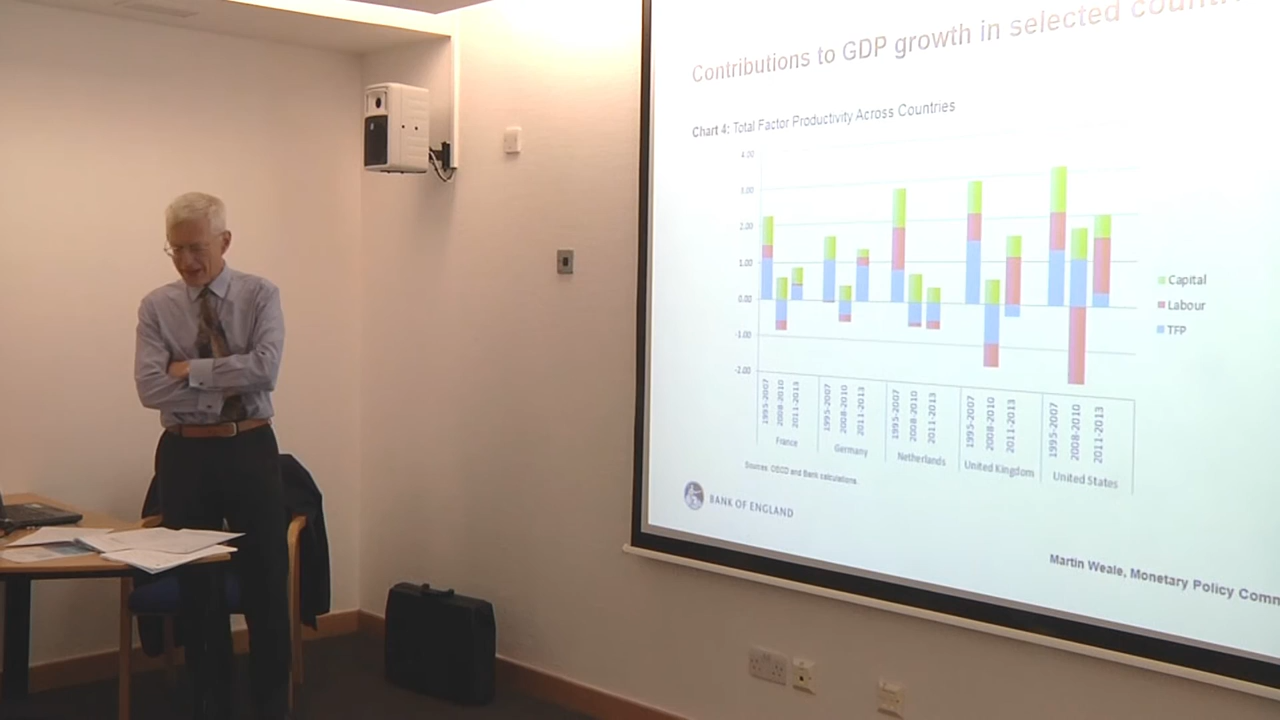 Contributions to GDP growth in selected countri
Chart 4: Total Factor Productivity Across Countries
4.00
3.00
2.00
1.00
0.00
-1.00
-2.00
Capital
Labour
TFP
1995-2007 2008-2010 2011-2013 1995-2007 2008-2010 2011-2013 1995-2007 2008-2010 2011-2013 1995-2007 2008-2010 2011-2013 1995-2007 2008-2010 2011-2013
France Germany Netherlands United Kingdom United States
Sources: OECD and Bank calculations.
BANK OF ENGLAND
Martin Weale, Monetary Policy Comm